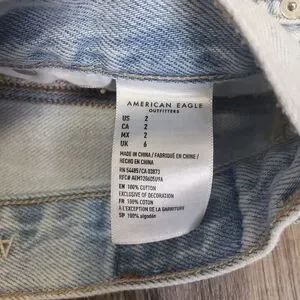 AMERICAN EAGLE
OUTFITTERS
US 2
CA 2
MX 2
UK 6
MADE IN CHINA / FABRIQUÉ EN CHINE /
HECHO EN CHINA
RN 54485/CA 03073
RFC# AEMT20605U9A
EN 100% COTTON
EXCLUSIVE OF DECORATION
FN 100% COTON
À L'EXCEPTION DE LA GARNITURE
SP 100% algodón